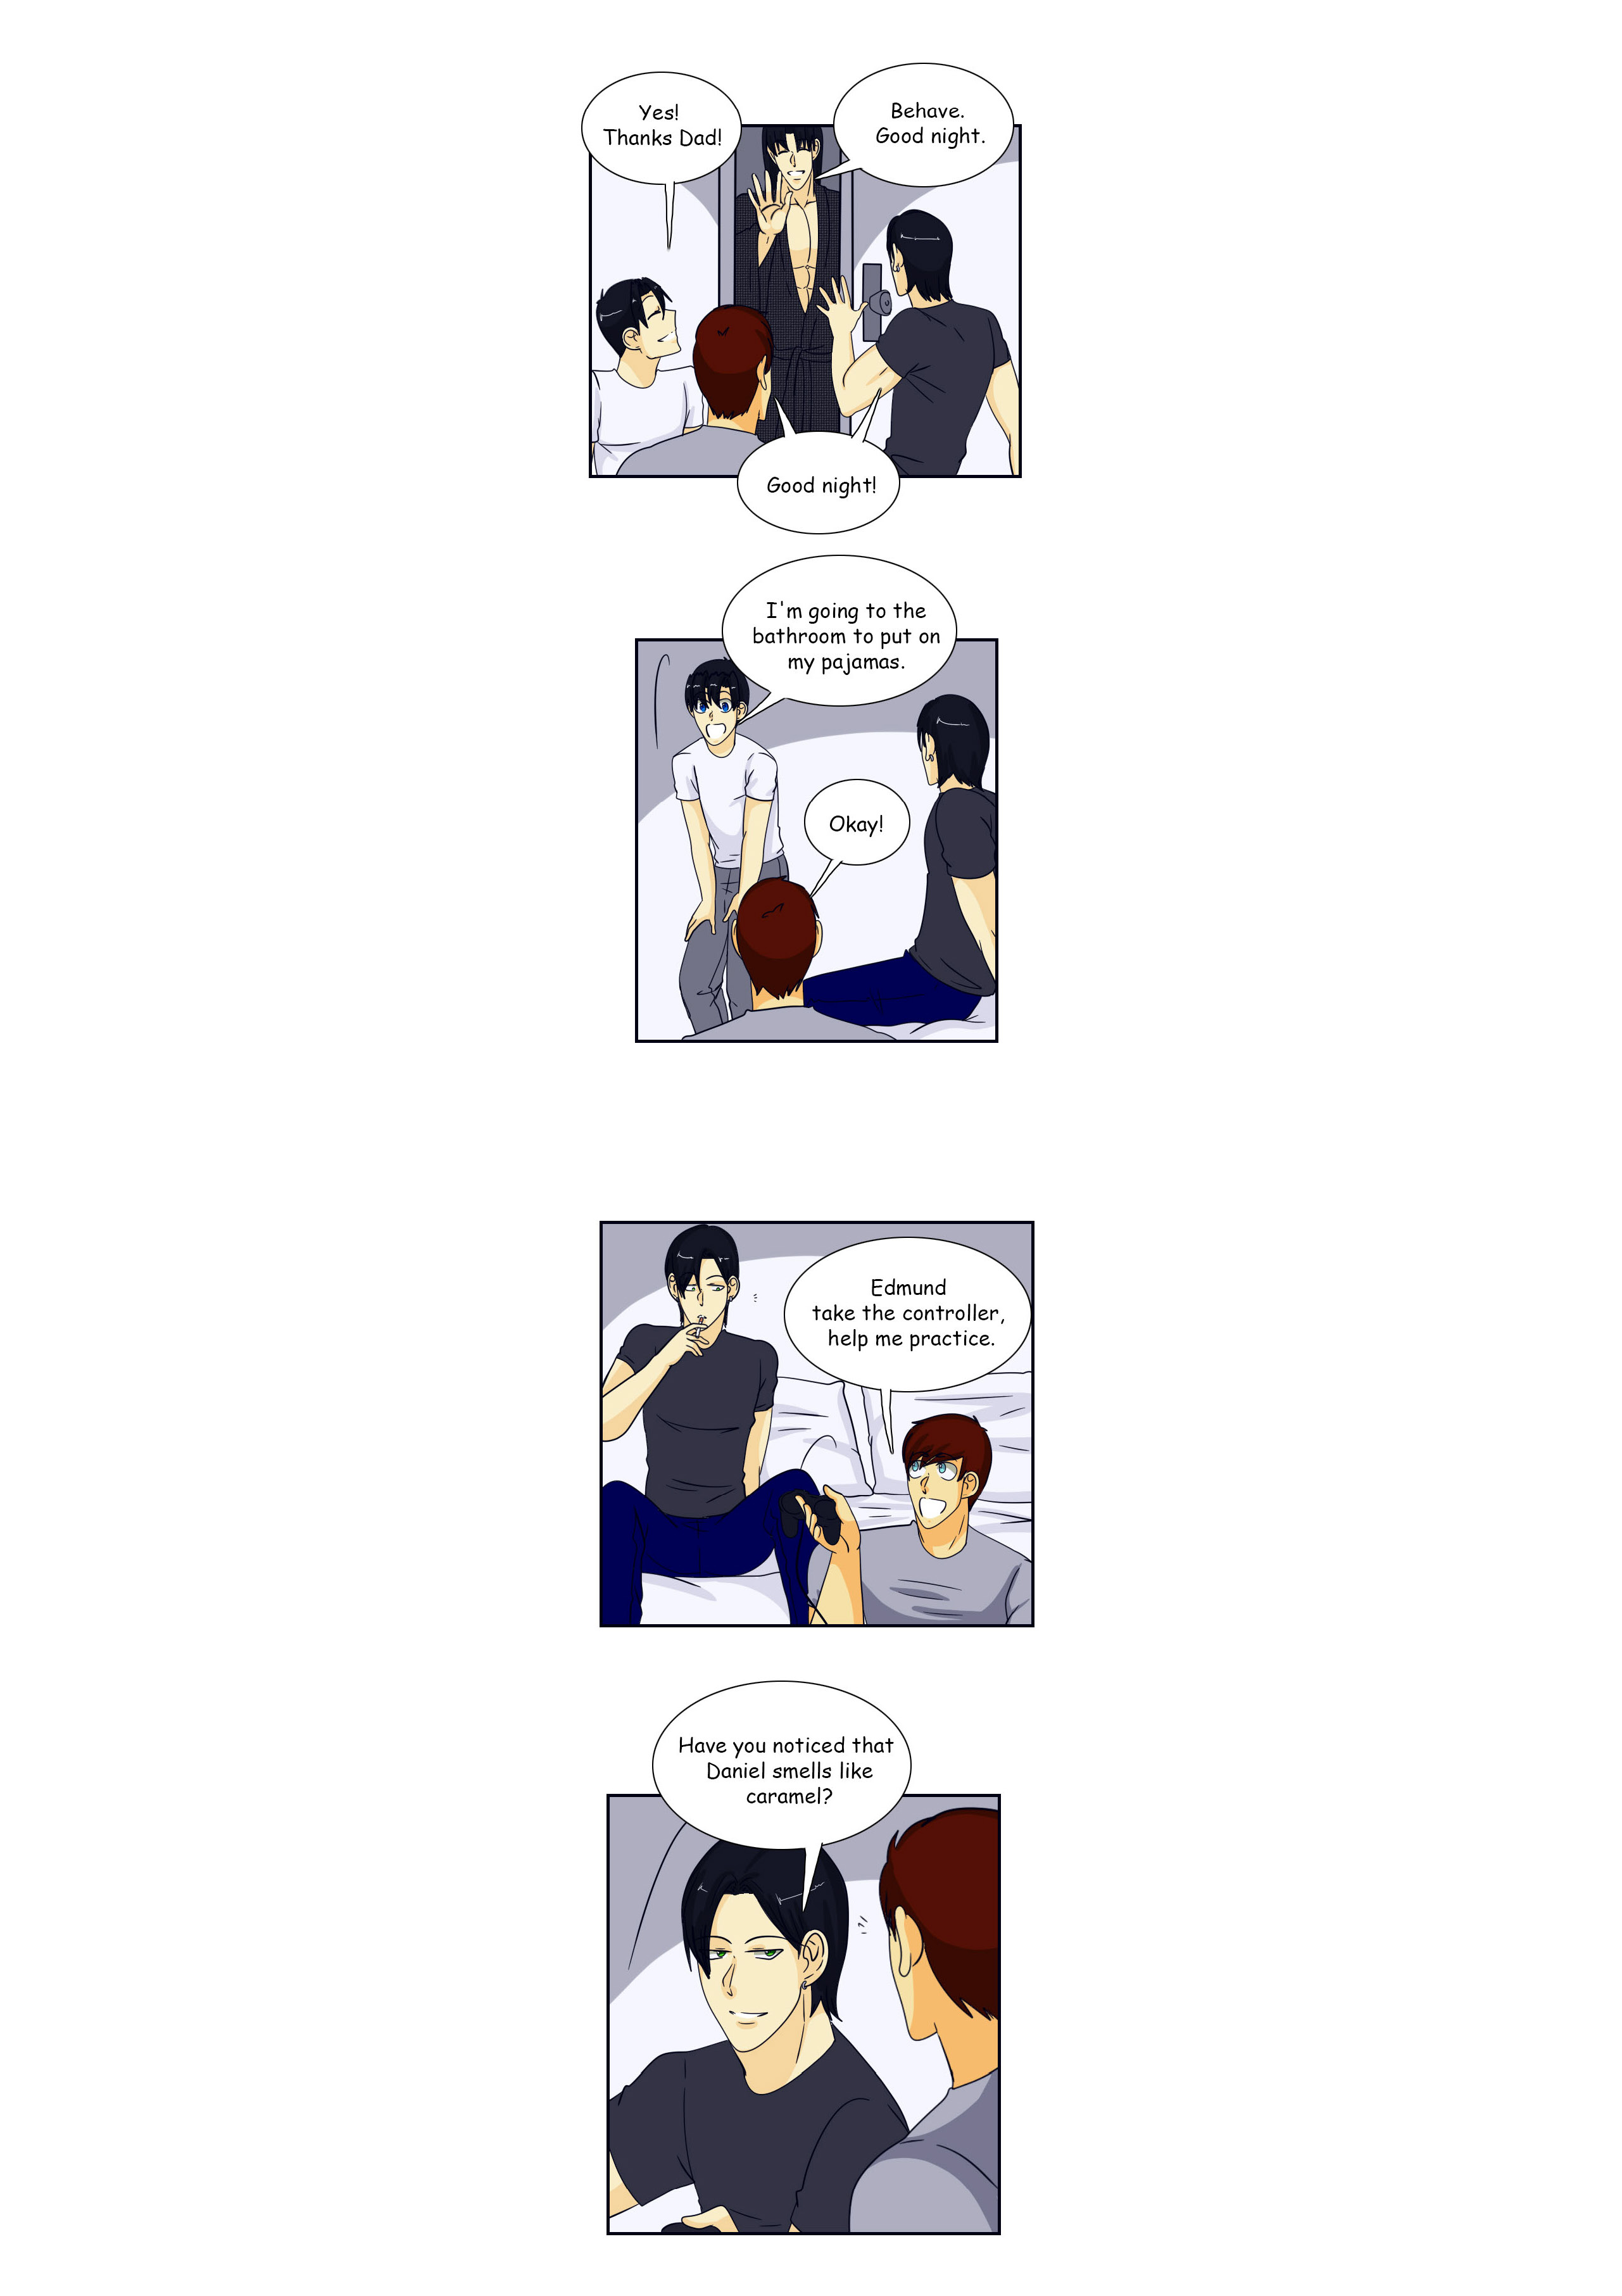 Yes!
Thanks Dad!
Behave.
Good night.
Good night!
I'm going to the
bathroom to put on
my pajamas.
Okay!
Edmund
take the controller,
help me practice.
Have you noticed that
Daniel smells like
caramel?